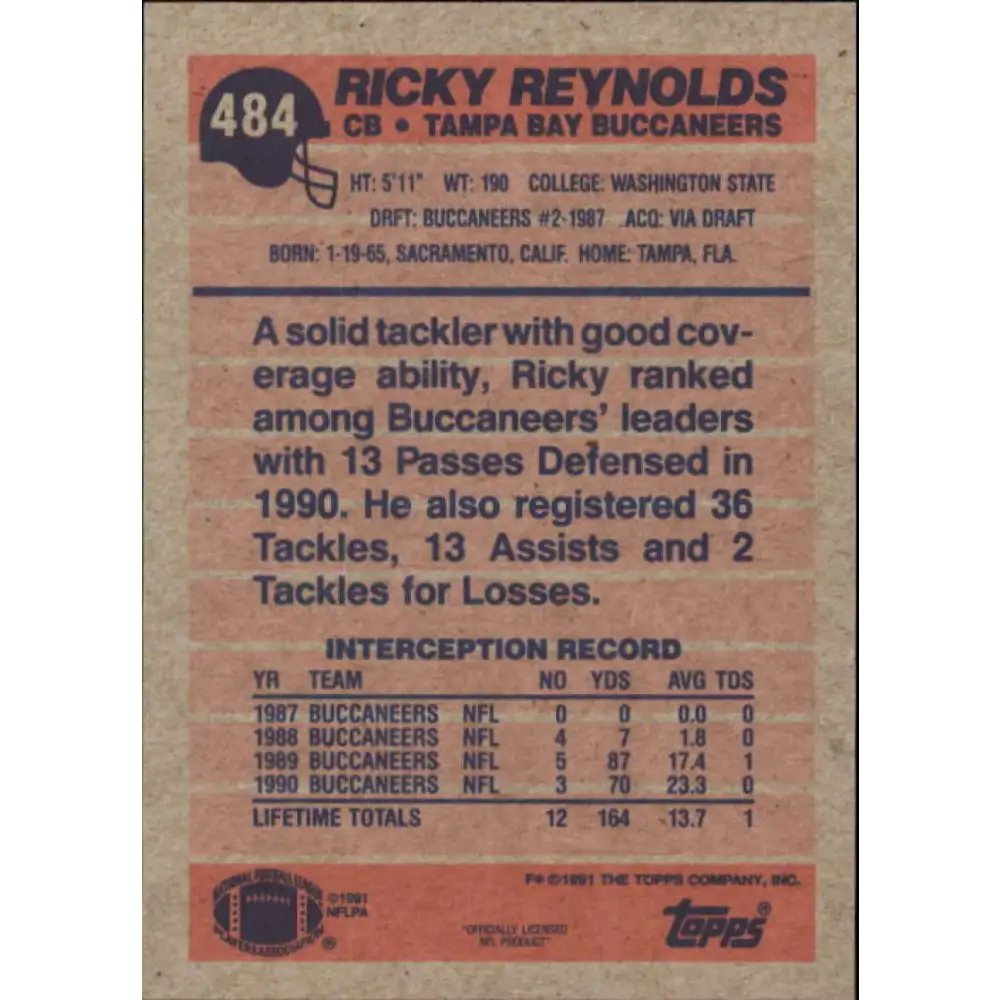 484
RICKY REYNOLDS
CB • TAMPA BAY BUCCANEERS
HT: 5'11" WT: 190 COLLEGE: WASHINGTON STATE
DRFT: BUCCANEERS #2-1987 ACQ: VIA DRAFT
BORN: 1-19-65, SACRAMENTO, CALIF. HOME: TAMPA, FLA.
A solid tackler with good cov-
erage ability, Ricky ranked
among Buccaneers' leaders
with 13 Passes Defensed in
1990. He also registered 36
Tackles, 13 Assists and 2
Tackles for Losses.
INTERCEPTION RECORD
YR TEAM NO YDS AVG TDS
1987 BUCCANEERS NFL 0 0 0.0 0
1988 BUCCANEERS NFL 4 7 1.8 0
1989 BUCCANEERS NFL 5 87 17.4 1
1990 BUCCANEERS NFL 3 70 23.3 0
LIFETIME TOTALS 12 164 13.7 1
F* ©1991 THE TOPPS COMPANY, INC.
NATIONAL FOOTBALL LEAGUE
PLAYERS
PLAYERS ASSOCIATION
®
©1991
NFLPA
"OFFICIALLY LICENSED
NFL PRODUCT"
topps®